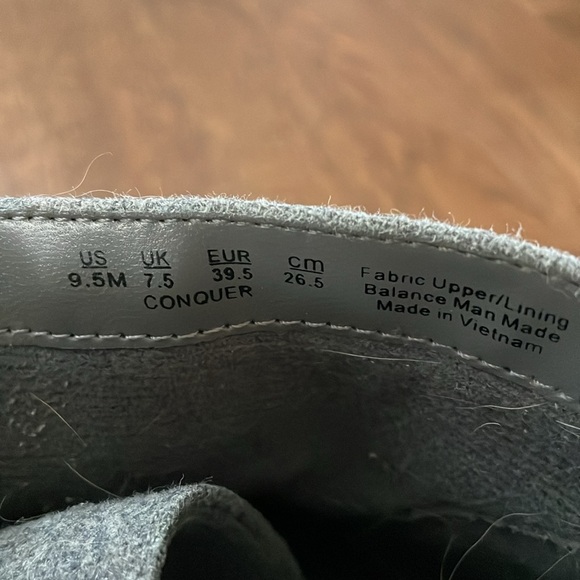 US UK EUR cm
9.5M 7.5 39.5 26.5
CONQUER
Fabric Upper/Lining
Balance Man Made
Made in Vietnam